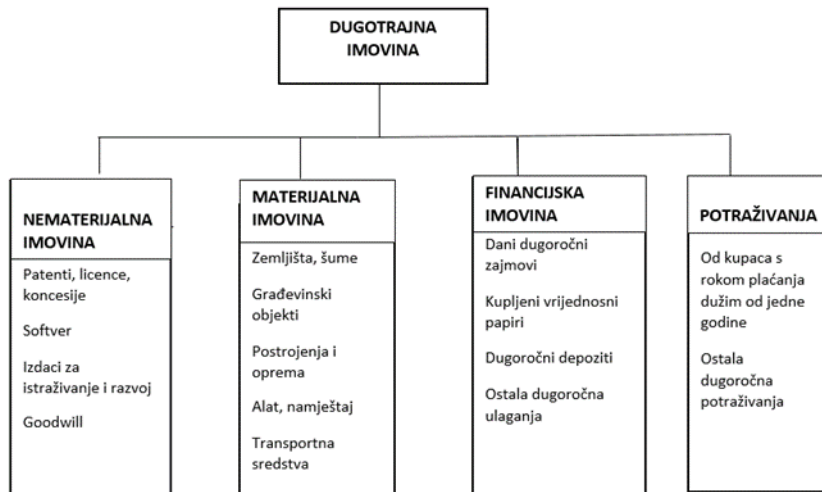 DUGOTRAJNA
IMOVINA
NEMATERIJALNA
IMOVINA
Patenti, licence,
koncesije
Softver
Izdaci za
istraživanje i razvoj
Goodwill
MATERIJALNA
IMOVINA
Zemljišta, šume
Građevinski
objekti
Postrojenja i
oprema
Alat, namještaj
Transportna
sredstva
FINANCIJSKA
IMOVINA
Dani dugoročni
zajmovi
Kupljeni vrijednosni
papiri
Dugoročni depoziti
Ostala dugoročna
ulaganja
POTRAŽIVANJA
Od kupaca s
rokom plaćanja
dužim od jedne
godine
Ostala
dugoročna
potraživanja